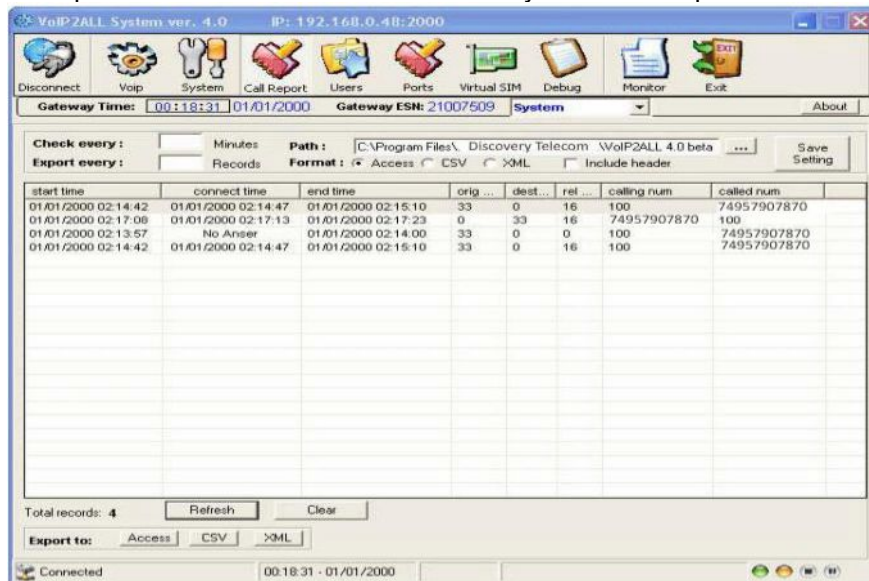 VoIP2ALL System ver. 4.0 IP: 192.168.0.48:2000
Disconnect Voip System Call Report Users Ports Virtual SIM Debug Monitor EXIT Exit
Gateway Time: 00:18:31 01/01/2000 Gateway ESN: 21007509 System About
Check every : Minutes Path : C:\Program Files\. Discovery Telecom \VoIP2ALL 4.0 beta ... Save Setting
Export every : Records Format : Access CSV XML Include header
start time connect time end time orig ... dest... rel ... calling num called num
01/01/2000 02:14:42 01/01/2000 02:14:47 01/01/2000 02:15:10 33 0 16 100 74957907870
01/01/2000 02:17:08 01/01/2000 02:17:13 01/01/2000 02:17:23 0 33 16 74957907870 100
01/01/2000 02:13:57 No Anser 01/01/2000 02:14:00 33 0 0 100 74957907870
01/01/2000 02:14:42 01/01/2000 02:14:47 01/01/2000 02:15:10 33 0 16 100 74957907870
Total records: 4 Refresh Clear
Export to: Access CSV XML
Connected 00:18:31 - 01/01/2000